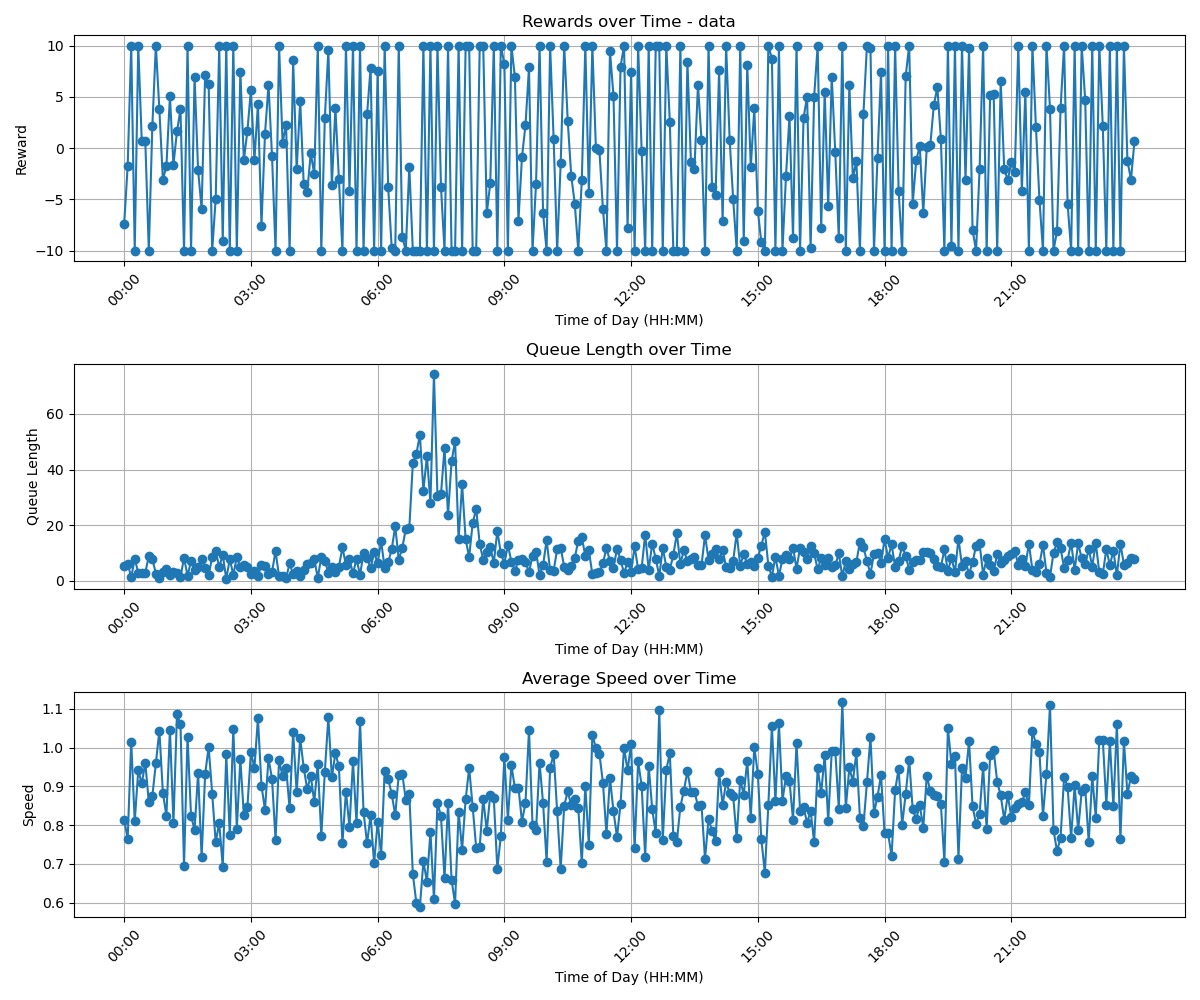 Rewards over Time - data
Reward
10
5
0
−5
−10
00:00 03:00 06:00 09:00 12:00 15:00 18:00 21:00
Time of Day (HH:MM)
Queue Length over Time
Queue Length
60
40
20
0
00:00 03:00 06:00 09:00 12:00 15:00 18:00 21:00
Time of Day (HH:MM)
Average Speed over Time
Speed
1.1
1.0
0.9
0.8
0.7
0.6
00:00 03:00 06:00 09:00 12:00 15:00 18:00 21:00
Time of Day (HH:MM)